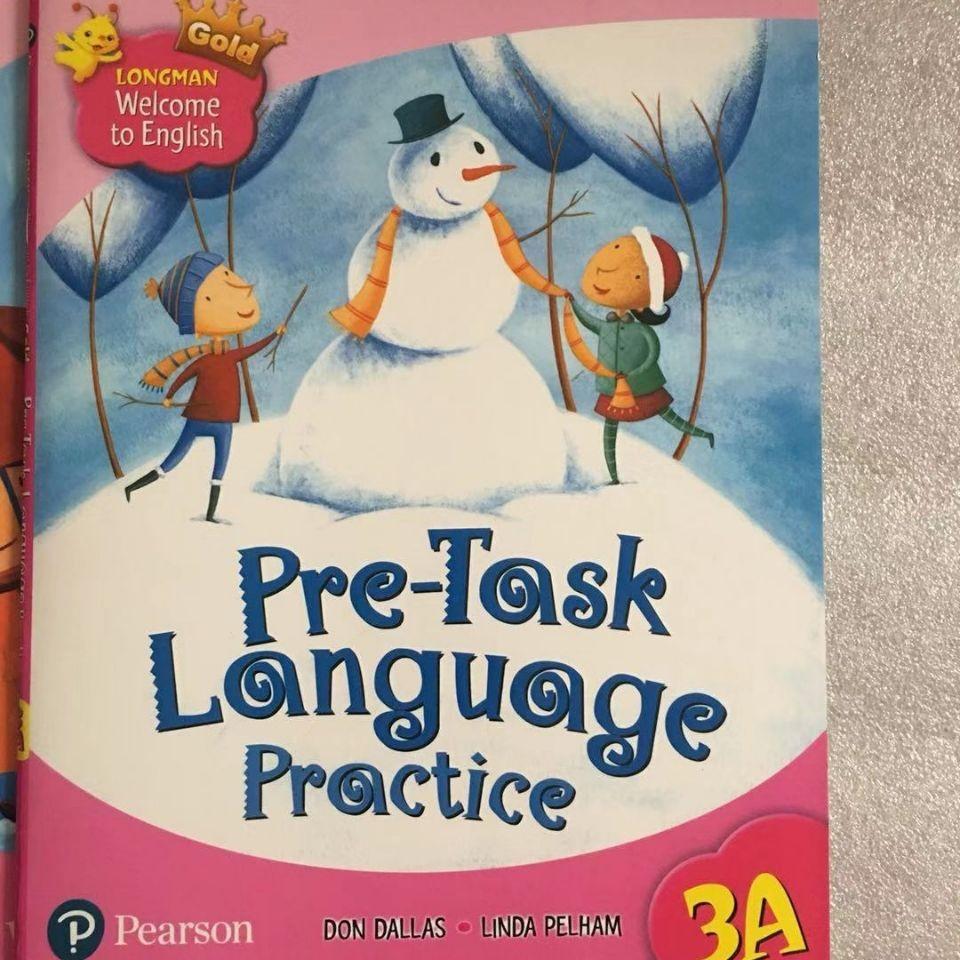 Gold
LONGMAN
Welcome
to English
Pre-Task
Language
Practice
3A
Pearson
DON DALLAS • LINDA PELHAM